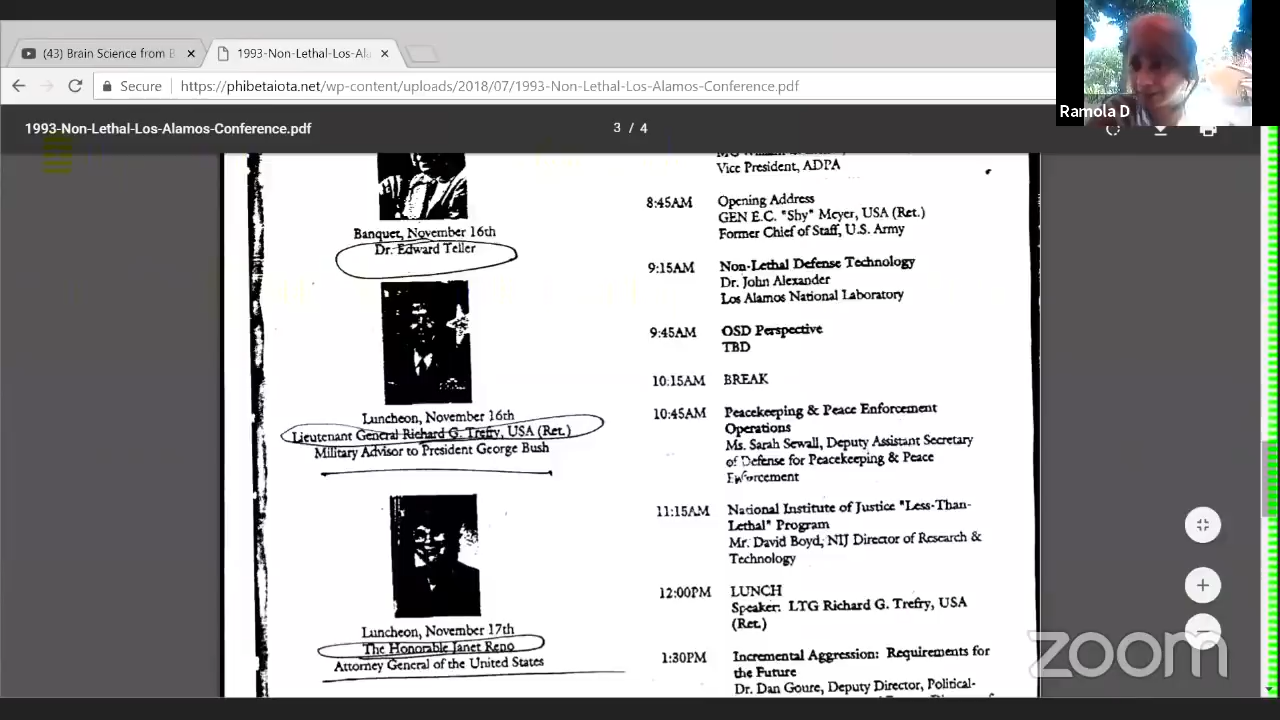 (43) Brain Science from B
1993-Non-Lethal-Los-Al
Secure
https://phibetaiota.net/wp-content/uploads/2018/07/1993-Non-Lethal-Los-Alamos-Conference.pdf
Ramola D
1993-Non-Lethal-Los-Alamos-Conference.pdf
3 / 4
Banquet, November 16th
Dr. Edward Teller
Luncheon, November 16th
Lieutenant General Richard G. Trefry, USA (Ret.)
Military Advisor to President George Bush
Luncheon, November 17th
The Honorable Janet Reno
Attorney General of the United States
Vice President, ADPA
8:45AM Opening Address
GEN E.C. "Shy" Meyer, USA (Ret.)
Former Chief of Staff, U.S. Army
9:15AM Non-Lethal Defense Technology
Dr. John Alexander
Los Alamos National Laboratory
9:45AM OSD Perspective
TBD
10:15AM BREAK
10:45AM Peacekeeping & Peace Enforcement
Operations
Ms. Sarah Sewall, Deputy Assistant Secretary
of Defense for Peacekeeping & Peace
Enforcement
11:15AM National Institute of Justice "Less-Than-
Lethal" Program
Mr. David Boyd, NIJ Director of Research &
Technology
12:00PM LUNCH
Speaker: LTG Richard G. Trefry, USA
(Ret.)
1:30PM Incremental Aggression: Requirements for
the Future
Dr. Dan Goure, Deputy Director, Political-
zoom